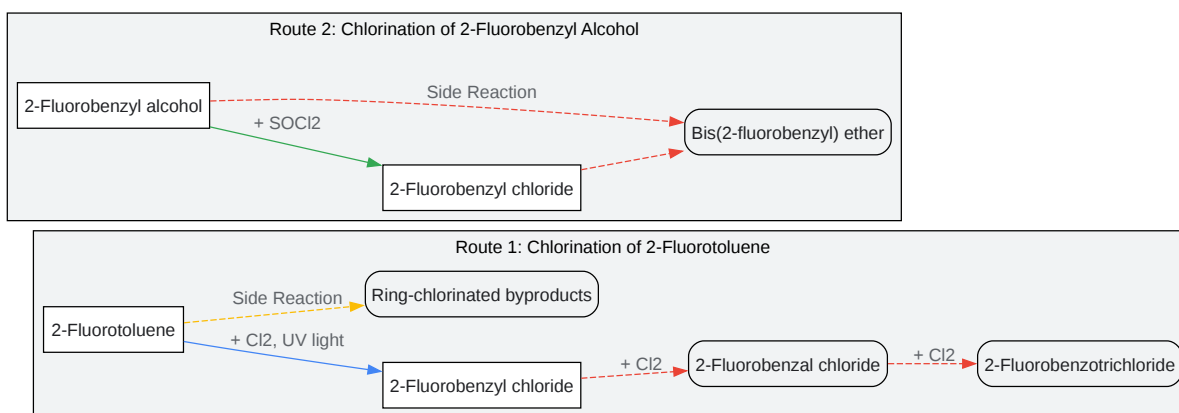 Route 2: Chlorination of 2-Fluorobenzyl Alcohol
2-Fluorobenzyl alcohol
Side Reaction
+ SOCl2
Bis(2-fluorobenzyl) ether
2-Fluorobenzyl chloride
Route 1: Chlorination of 2-Fluorotoluene
Ring-chlorinated byproducts
Side Reaction
2-Fluorotoluene
+ Cl2, UV light
2-Fluorobenzyl chloride
+ Cl2
2-Fluorobenzal chloride
+ Cl2
2-Fluorobenzotrichloride